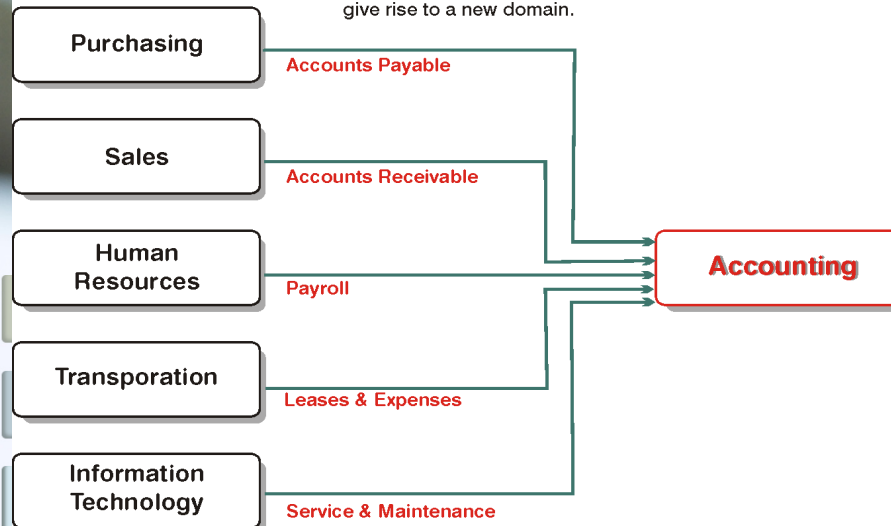 give rise to a new domain.
Purchasing
Accounts Payable
Sales
Accounts Receivable
Human
Resources
Payroll
Accounting
Transporation
Leases & Expenses
Information
Technology
Service & Maintenance